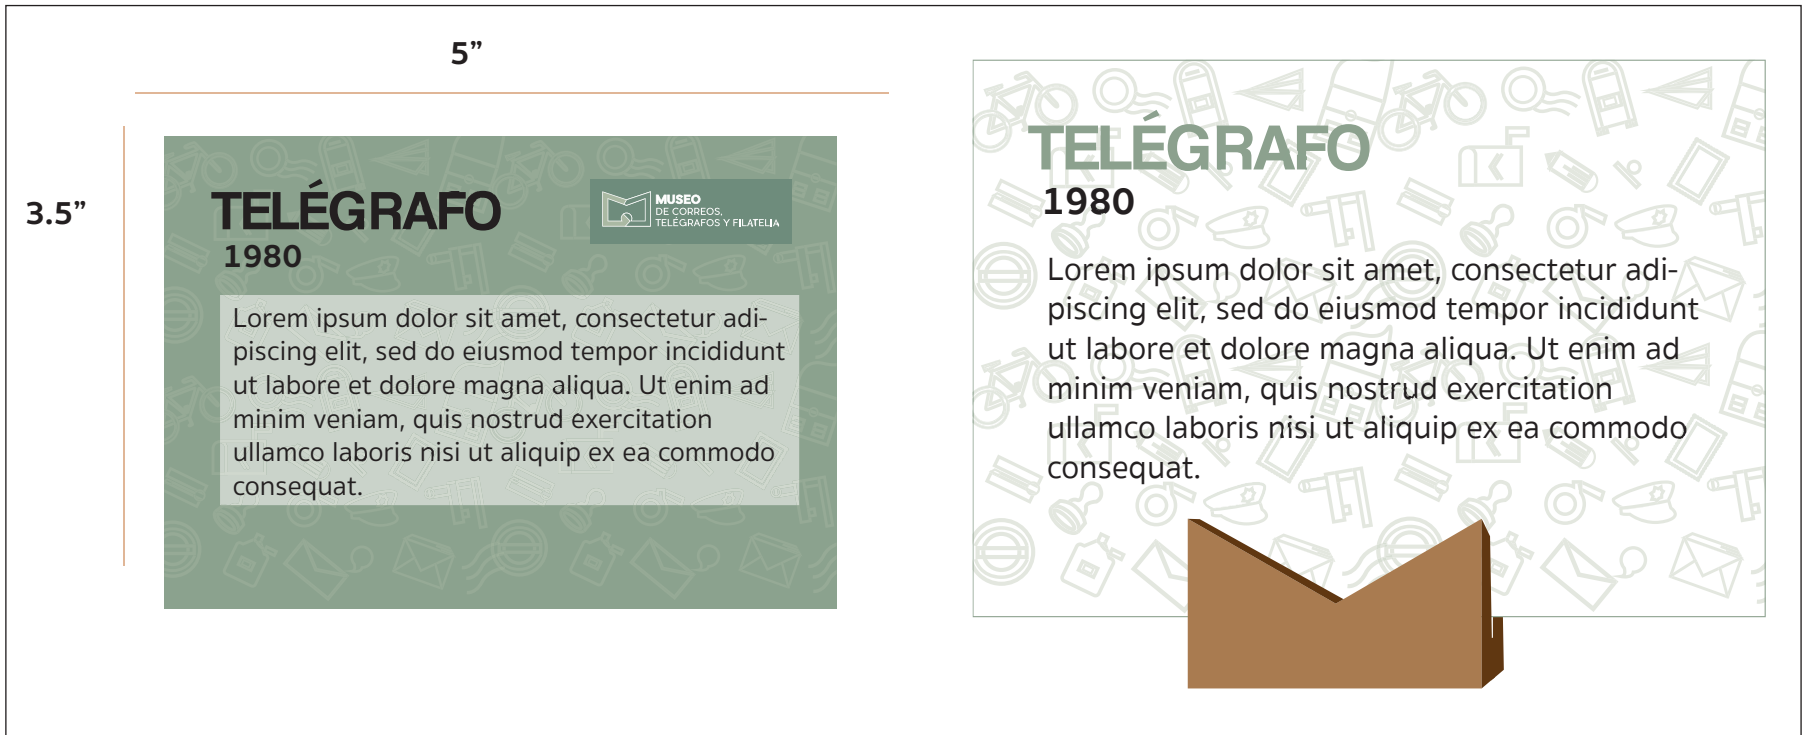 5”
3.5”
TELÉGRAFO
1980
MUSEO
DE CORREOS,
TELÉGRAFOS Y FILATELIA
Lorem ipsum dolor sit amet, consectetur adi-
piscing elit, sed do eiusmod tempor incididunt
ut labore et dolore magna aliqua. Ut enim ad
minim veniam, quis nostrud exercitation
ullamco laboris nisi ut aliquip ex ea commodo
consequat.
TELÉGRAFO
1980
Lorem ipsum dolor sit amet, consectetur adi-
piscing elit, sed do eiusmod tempor incididunt
ut labore et dolore magna aliqua. Ut enim ad
minim veniam, quis nostrud exercitation
ullamco laboris nisi ut aliquip ex ea commodo
consequat.